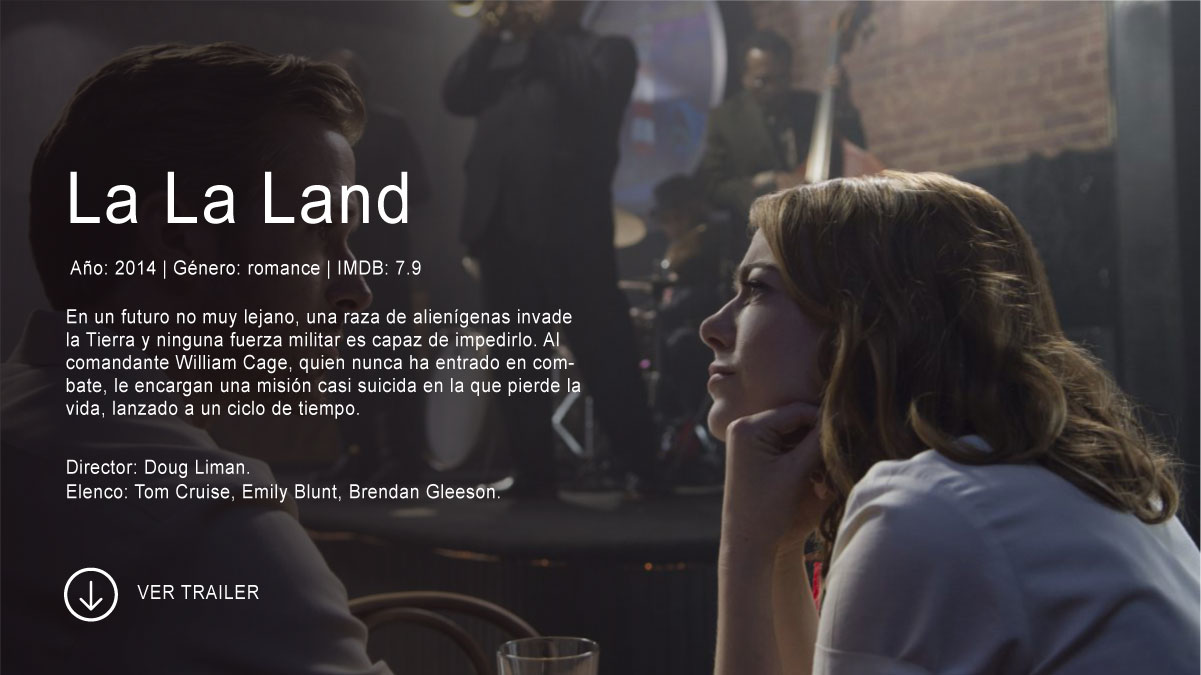 La La Land
Año: 2014 | Género: romance | IMDB: 7.9
En un futuro no muy lejano, una raza de alienígenas invade
la Tierra y ninguna fuerza militar es capaz de impedirlo. Al
comandante William Cage, quien nunca ha entrado en com-
bate, le encargan una misión casi suicida en la que pierde la
vida, lanzado a un ciclo de tiempo.
Director: Doug Liman.
Elenco: Tom Cruise, Emily Blunt, Brendan Gleeson.
VER TRAILER